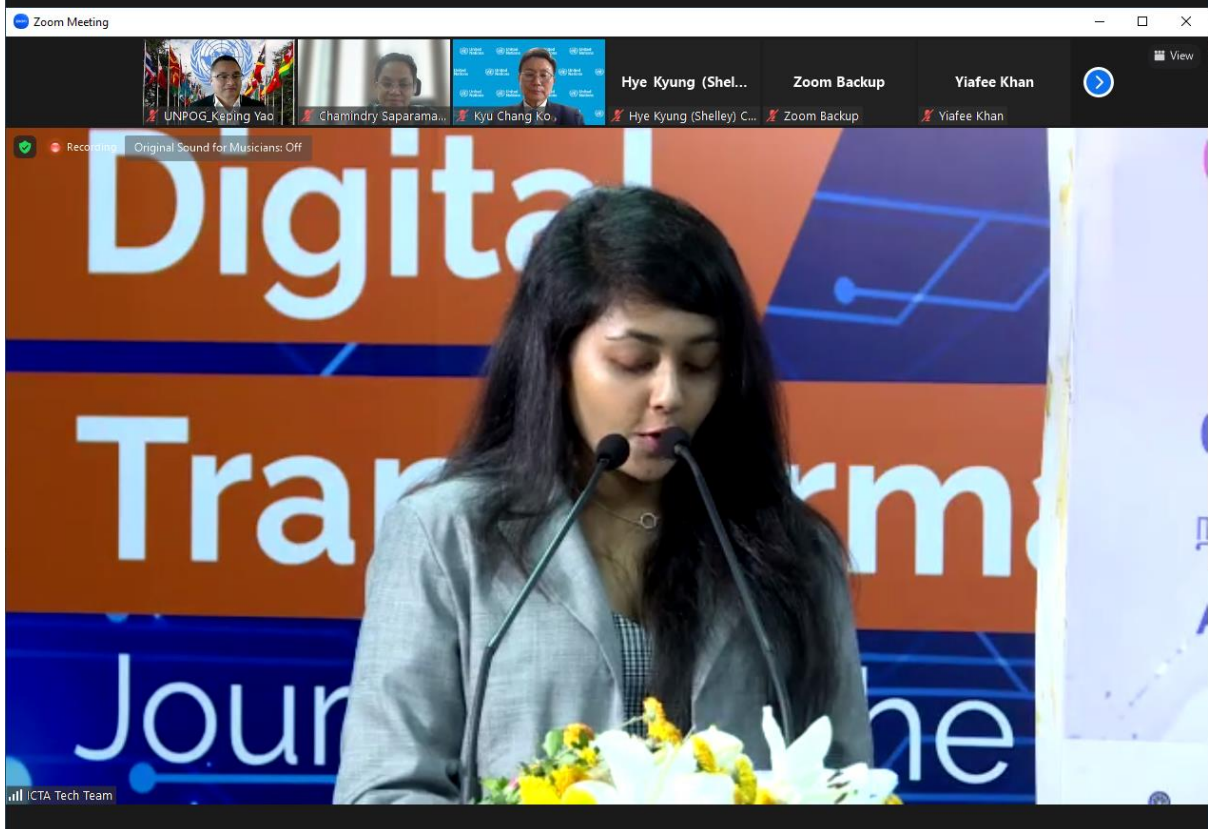 Zoom Meeting
View
Hye Kyung (Shel...
Zoom Backup
Yiafee Khan
UNPOG_Keping Yao
Chamindry Saparama...
Kyu Chang Ko
Hye Kyung (Shelley) C...
Zoom Backup
Yiafee Khan
Recording
Original Sound for Musicians: Off
Digital
Tran rma
Jour he
ICTA Tech Team